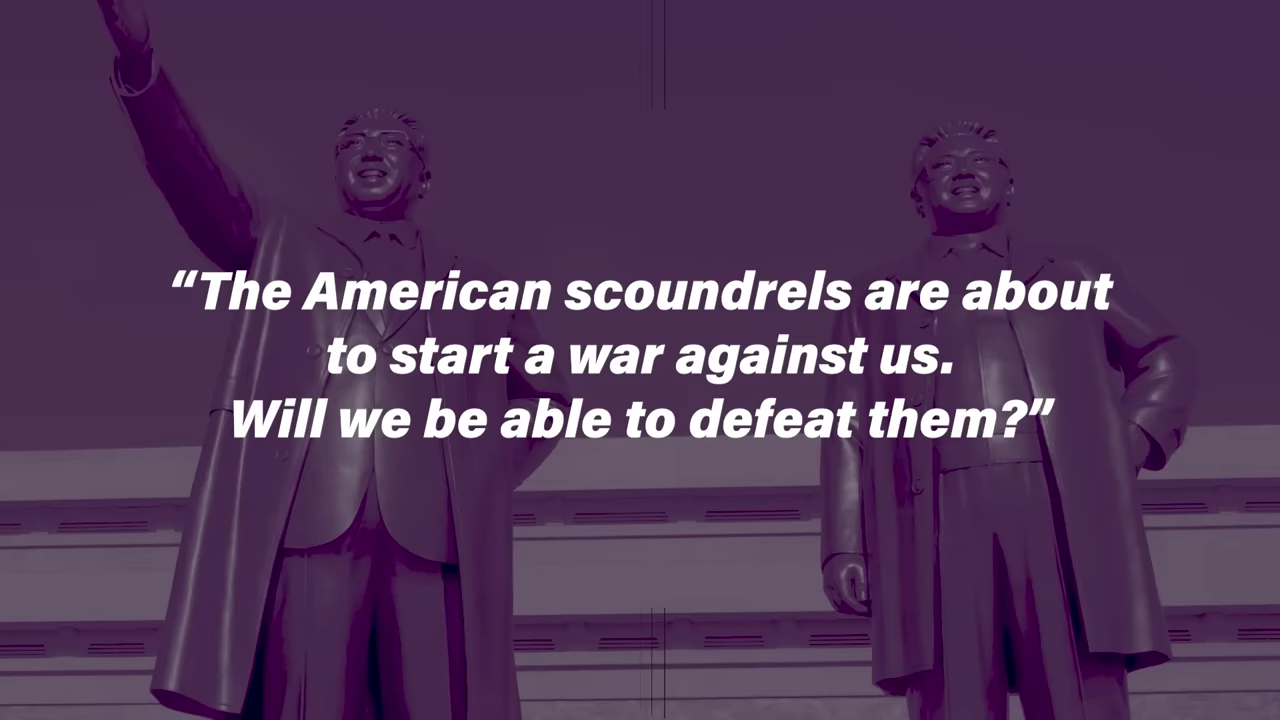 “The American scoundrels are about
to start a war against us.
Will we be able to defeat them?”